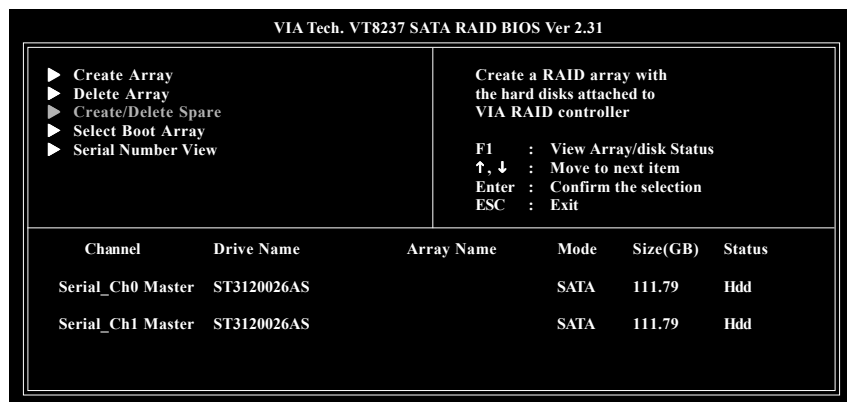 VIA Tech. VT8237 SATA RAID BIOS Ver 2.31
Create Array
Delete Array
Create/Delete Spare
Select Boot Array
Serial Number View
Create a RAID array with
the hard disks attached to
VIA RAID controller
F1 : View Array/disk Status
↑, ↓ : Move to next item
Enter : Confirm the selection
ESC : Exit
Channel Drive Name Array Name Mode Size(GB) Status
Serial_Ch0 Master ST3120026AS SATA 111.79 Hdd
Serial_Ch1 Master ST3120026AS SATA 111.79 Hdd